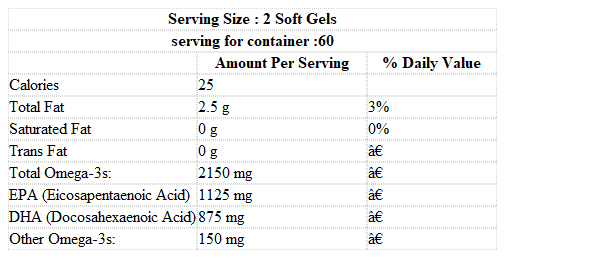 Serving Size : 2 Soft Gels
serving for container :60
Amount Per Serving % Daily Value
Calories 25
Total Fat 2.5 g 3%
Saturated Fat 0 g 0%
Trans Fat 0 g â€
Total Omega-3s: 2150 mg â€
EPA (Eicosapentaenoic Acid) 1125 mg â€
DHA (Docosahexaenoic Acid) 875 mg â€
Other Omega-3s: 150 mg â€